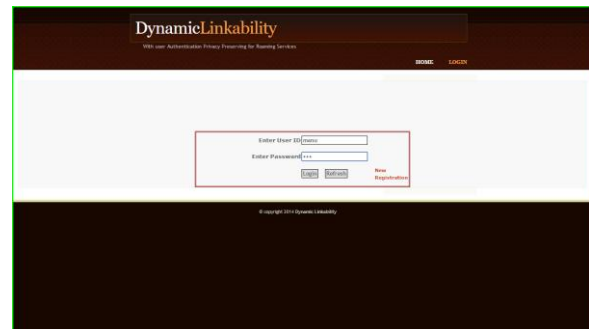 DynamicLinkability
With user Authentication Privacy Preserving for Roaming Services
HOME LOGIN
Enter User ID
Enter Password ***
Login Refresh New
Registration
© copyright 2014 Dynamic Linkability